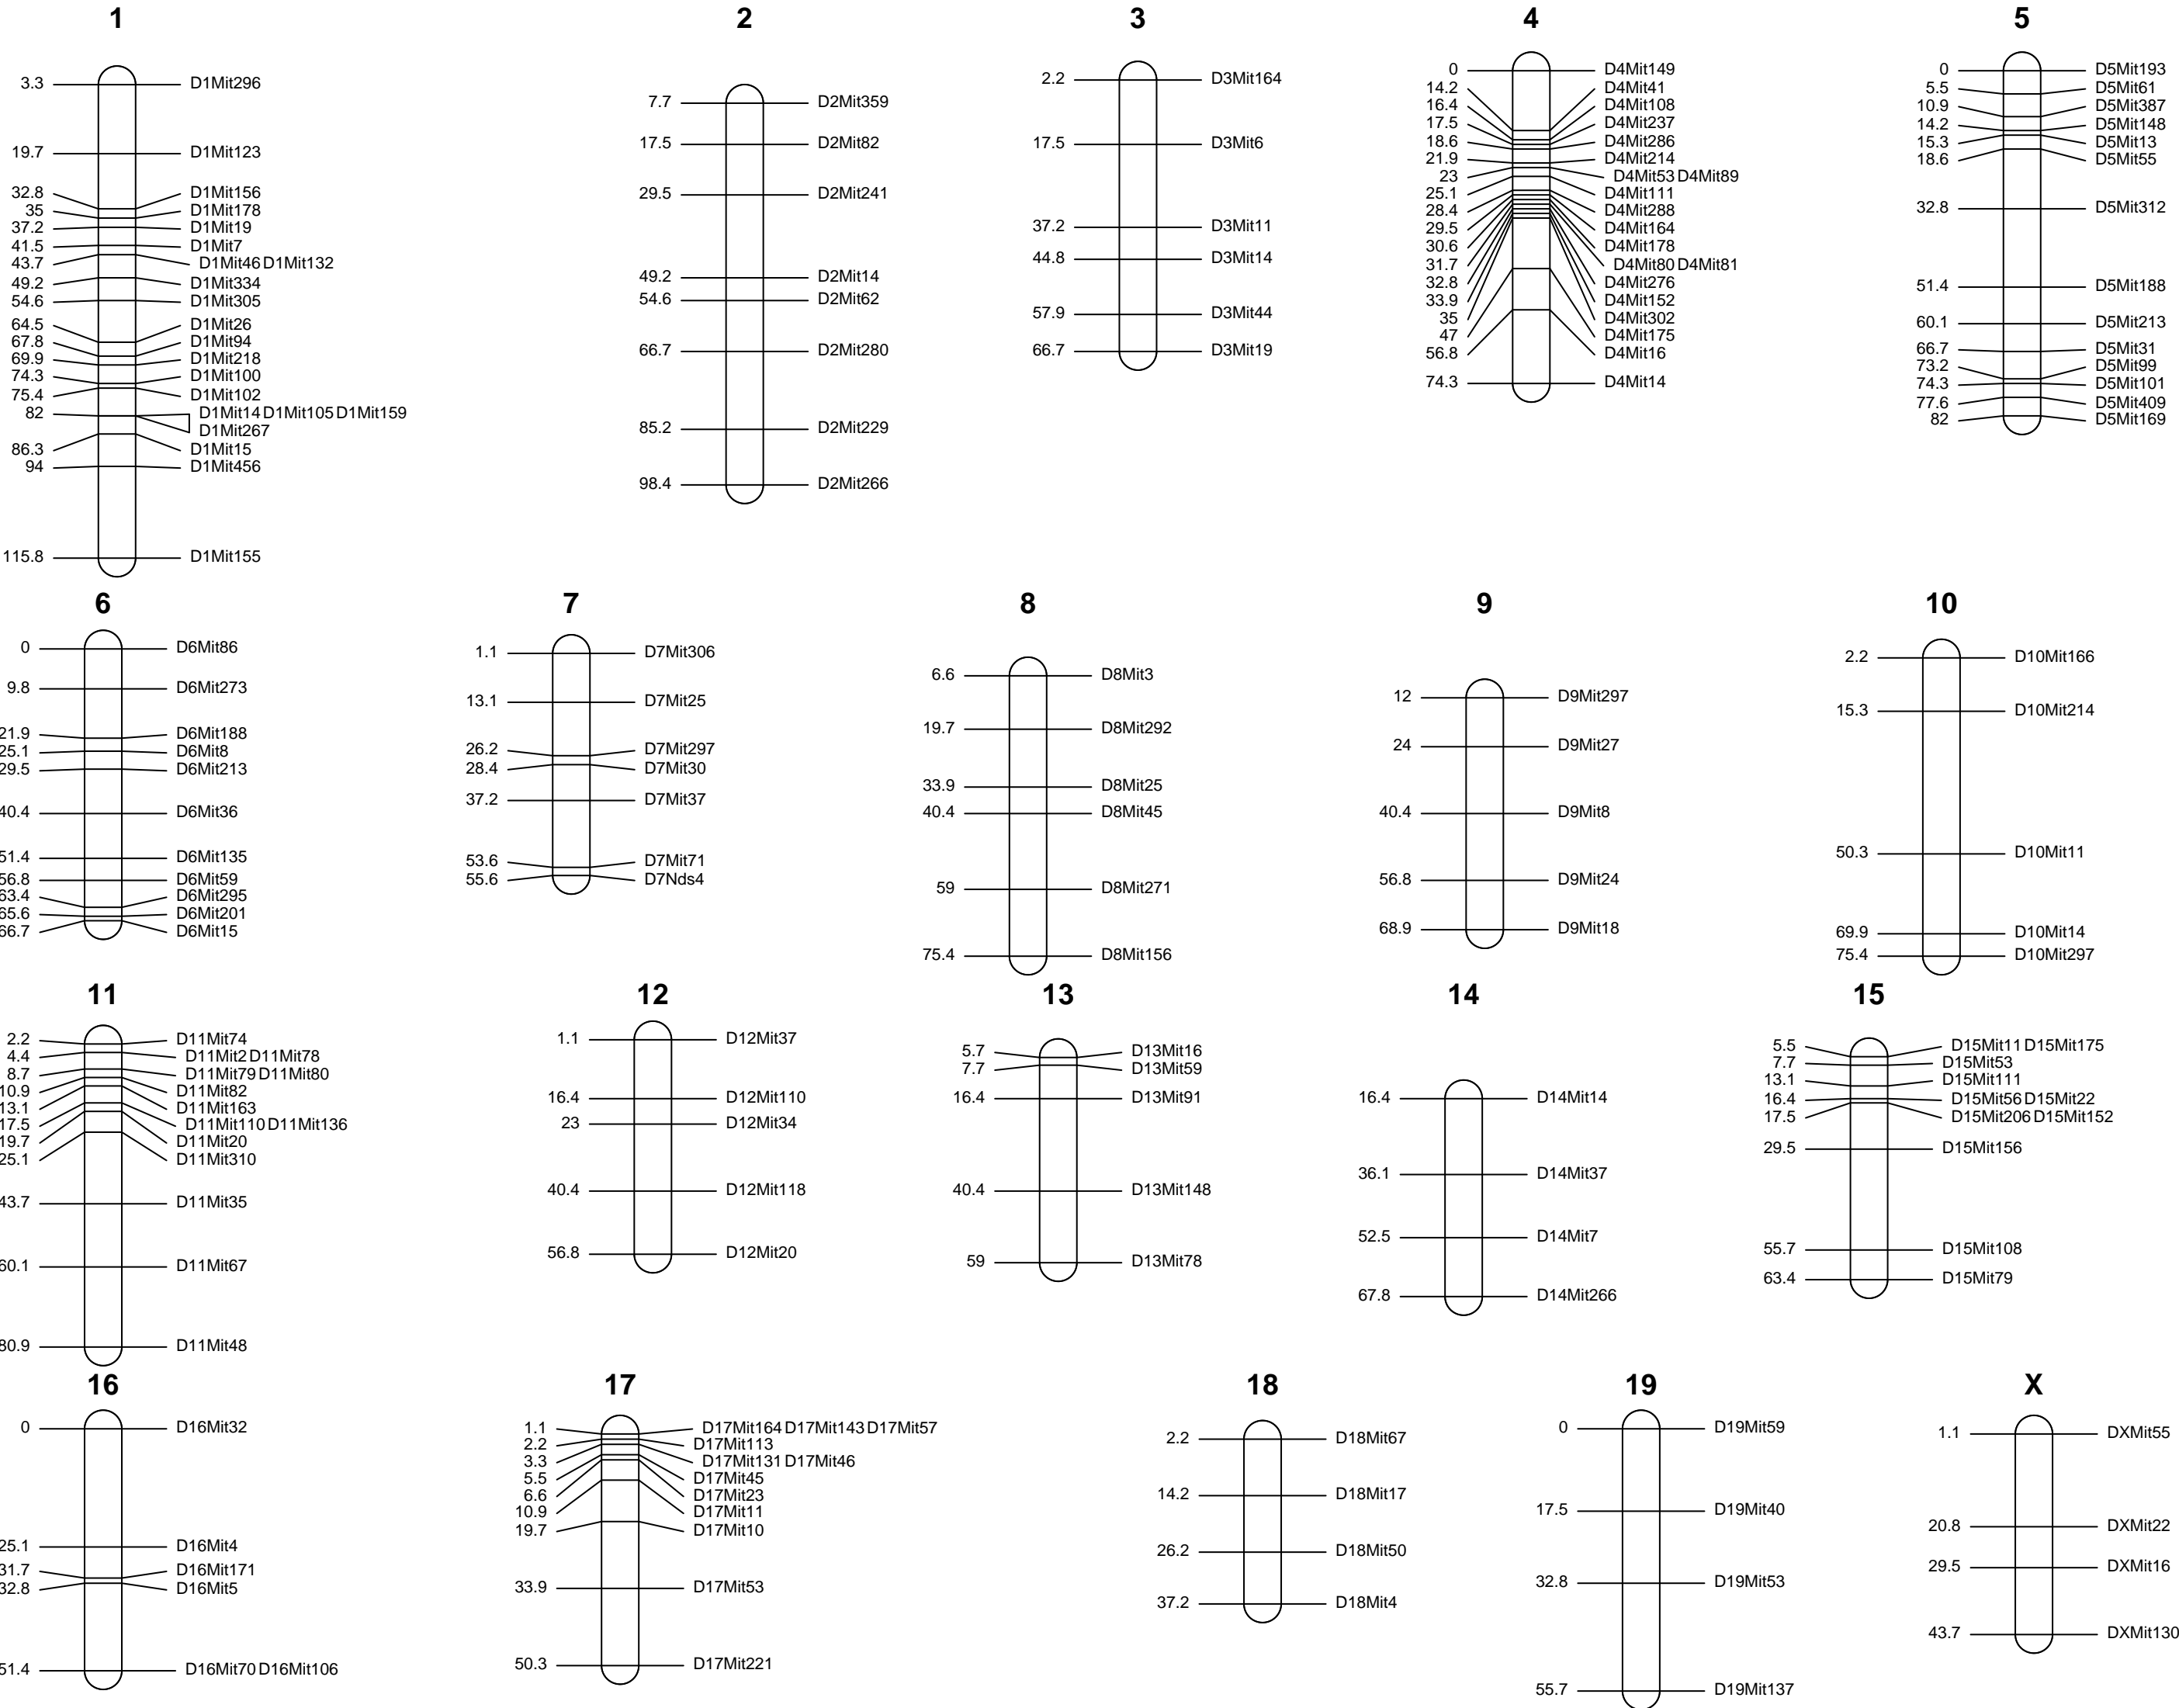 1
3.3 D1Mit296
19.7 D1Mit123
32.8 D1Mit156
35 D1Mit178
37.2 D1Mit19
41.5 D1Mit7
43.7 D1Mit46 D1Mit132
49.2 D1Mit334
54.6 D1Mit305
64.5 D1Mit26
67.8 D1Mit94
69.9 D1Mit218
74.3 D1Mit100
75.4 D1Mit102
82 D1Mit14 D1Mit105 D1Mit159
D1Mit267
86.3 D1Mit15
94 D1Mit456
115.8 D1Mit155
2
7.7 D2Mit359
17.5 D2Mit82
29.5 D2Mit241
49.2 D2Mit14
54.6 D2Mit62
66.7 D2Mit280
85.2 D2Mit229
98.4 D2Mit266
3
2.2 D3Mit164
17.5 D3Mit6
37.2 D3Mit11
44.8 D3Mit14
57.9 D3Mit44
66.7 D3Mit19
4
0 D4Mit149
14.2 D4Mit41
16.4 D4Mit108
17.5 D4Mit237
18.6 D4Mit286
21.9 D4Mit214
23 D4Mit53 D4Mit89
25.1 D4Mit111
28.4 D4Mit288
29.5 D4Mit164
30.6 D4Mit178
31.7 D4Mit80 D4Mit81
32.8 D4Mit276
33.9 D4Mit152
35 D4Mit302
47 D4Mit175
56.8 D4Mit16
74.3 D4Mit14
5
0 D5Mit193
5.5 D5Mit61
10.9 D5Mit387
14.2 D5Mit148
15.3 D5Mit13
18.6 D5Mit55
32.8 D5Mit312
51.4 D5Mit188
60.1 D5Mit213
66.7 D5Mit31
73.2 D5Mit99
74.3 D5Mit101
77.6 D5Mit409
82 D5Mit169
6
0 D6Mit86
9.8 D6Mit273
21.9 D6Mit188
25.1 D6Mit8
29.5 D6Mit213
40.4 D6Mit36
51.4 D6Mit135
56.8 D6Mit59
63.4 D6Mit295
65.6 D6Mit201
66.7 D6Mit15
7
1.1 D7Mit306
13.1 D7Mit25
26.2 D7Mit297
28.4 D7Mit30
37.2 D7Mit37
53.6 D7Mit71
55.6 D7Nds4
8
6.6 D8Mit3
19.7 D8Mit292
33.9 D8Mit25
40.4 D8Mit45
59 D8Mit271
75.4 D8Mit156
9
12 D9Mit297
24 D9Mit27
40.4 D9Mit8
56.8 D9Mit24
68.9 D9Mit18
10
2.2 D10Mit166
15.3 D10Mit214
50.3 D10Mit11
69.9 D10Mit14
75.4 D10Mit297
11
2.2 D11Mit74
4.4 D11Mit2 D11Mit78
8.7 D11Mit79 D11Mit80
10.9 D11Mit82
13.1 D11Mit163
17.5 D11Mit110 D11Mit136
19.7 D11Mit20
25.1 D11Mit310
43.7 D11Mit35
60.1 D11Mit67
80.9 D11Mit48
12
1.1 D12Mit37
16.4 D12Mit110
23 D12Mit34
40.4 D12Mit118
56.8 D12Mit20
13
5.7 D13Mit16
7.7 D13Mit59
16.4 D13Mit91
40.4 D13Mit148
59 D13Mit78
14
16.4 D14Mit14
36.1 D14Mit37
52.5 D14Mit7
67.8 D14Mit266
15
5.5 D15Mit11 D15Mit175
7.7 D15Mit53
13.1 D15Mit111
16.4 D15Mit56 D15Mit22
17.5 D15Mit206 D15Mit152
29.5 D15Mit156
55.7 D15Mit108
63.4 D15Mit79
16
0 D16Mit32
25.1 D16Mit4
31.7 D16Mit171
32.8 D16Mit5
51.4 D16Mit70 D16Mit106
17
1.1 D17Mit164 D17Mit143 D17Mit57
2.2 D17Mit113
3.3 D17Mit131 D17Mit46
5.5 D17Mit45
6.6 D17Mit23
10.9 D17Mit11
19.7 D17Mit10
33.9 D17Mit53
50.3 D17Mit221
18
2.2 D18Mit67
14.2 D18Mit17
26.2 D18Mit50
37.2 D18Mit4
19
0 D19Mit59
17.5 D19Mit40
32.8 D19Mit53
55.7 D19Mit137
X
1.1 DXMit55
20.8 DXMit22
29.5 DXMit16
43.7 DXMit130